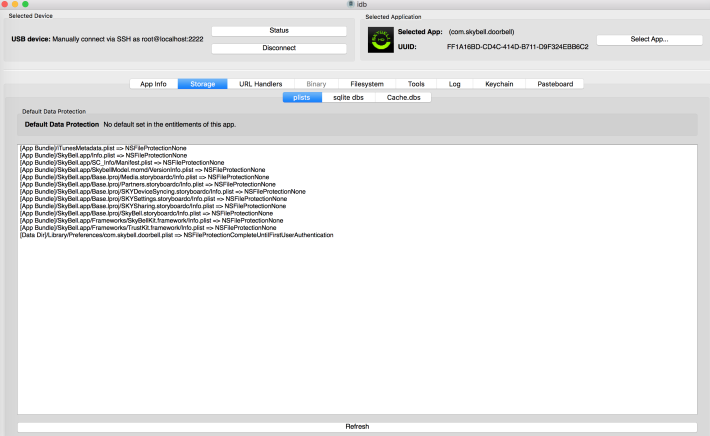 idb
Selected Device
USB device: Manually connect via SSH as root@localhost:2222
Status
Disconnect
Selected Application
Selected App: (com.skybell.doorbell)
UUID: FF1A16BD-CD4C-414D-B711-D9F324EBB6C2
Select App...
App Info Storage URL Handlers Binary Filesystem Tools Log Keychain Pasteboard
plists sqlite dbs Cache.dbs
Default Data Protection
Default Data Protection No default set in the entitlements of this app.
[App Bundle]/iTunesMetadata.plist => NSFileProtectionNone
[App Bundle]/SkyBell.app/Info.plist => NSFileProtectionNone
[App Bundle]/SkyBell.app/SC_Info/Manifest.plist => NSFileProtectionNone
[App Bundle]/SkyBell.app/SkybellModel.momd/VersionInfo.plist => NSFileProtectionNone
[App Bundle]/SkyBell.app/Base.lproj/Media.storyboardc/Info.plist => NSFileProtectionNone
[App Bundle]/SkyBell.app/Base.lproj/Partners.storyboardc/Info.plist => NSFileProtectionNone
[App Bundle]/SkyBell.app/Base.lproj/SKYDeviceSyncing.storyboardc/Info.plist => NSFileProtectionNone
[App Bundle]/SkyBell.app/Base.lproj/SKYSettings.storyboardc/Info.plist => NSFileProtectionNone
[App Bundle]/SkyBell.app/Base.lproj/SKYSharing.storyboardc/Info.plist => NSFileProtectionNone
[App Bundle]/SkyBell.app/Base.lproj/SkyBell.storyboardc/Info.plist => NSFileProtectionNone
[App Bundle]/SkyBell.app/Frameworks/SkyBellKit.framework/Info.plist => NSFileProtectionNone
[App Bundle]/SkyBell.app/Frameworks/TrustKit.framework/Info.plist => NSFileProtectionNone
[Data Dir]/Library/Preferences/com.skybell.doorbell.plist => NSFileProtectionCompleteUntilFirstUserAuthentication
Refresh